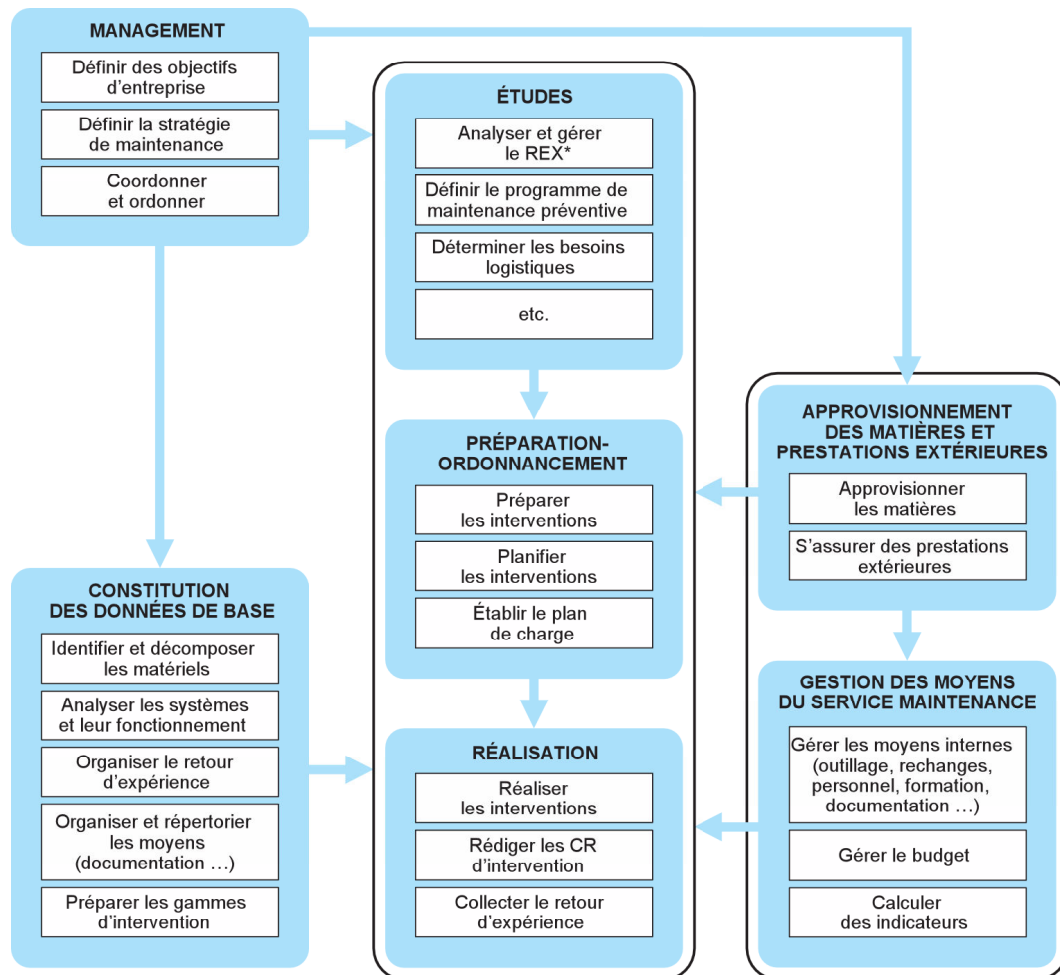 MANAGEMENT
Définir des objectifs
d’entreprise
Définir la stratégie
de maintenance
Coordonner
et ordonner
ÉTUDES
Analyser et gérer
le REX*
Définir le programme de
maintenance préventive
Déterminer les besoins
logistiques
etc.
PRÉPARATION-
ORDONNANCEMENT
Préparer
les interventions
Planifier
les interventions
Établir le plan
de charge
APPROVISIONNEMENT
DES MATIÈRES ET
PRESTATIONS EXTÉRIEURES
Approvisionner
les matières
S’assurer des prestations
extérieures
CONSTITUTION
DES DONNÉES DE BASE
Identifier et décomposer
les matériels
Analyser les systèmes
et leur fonctionnement
Organiser le retour
d’expérience
Organiser et répertorier
les moyens
(documentation …)
Préparer les gammes
d’intervention
RÉALISATION
Réaliser
les interventions
Rédiger les CR
d’intervention
Collecter le retour
d’expérience
GESTION DES MOYENS
DU SERVICE MAINTENANCE
Gérer les moyens internes
(outillage, rechanges,
personnel, formation,
documentation …)
Gérer le budget
Calculer
des indicateurs